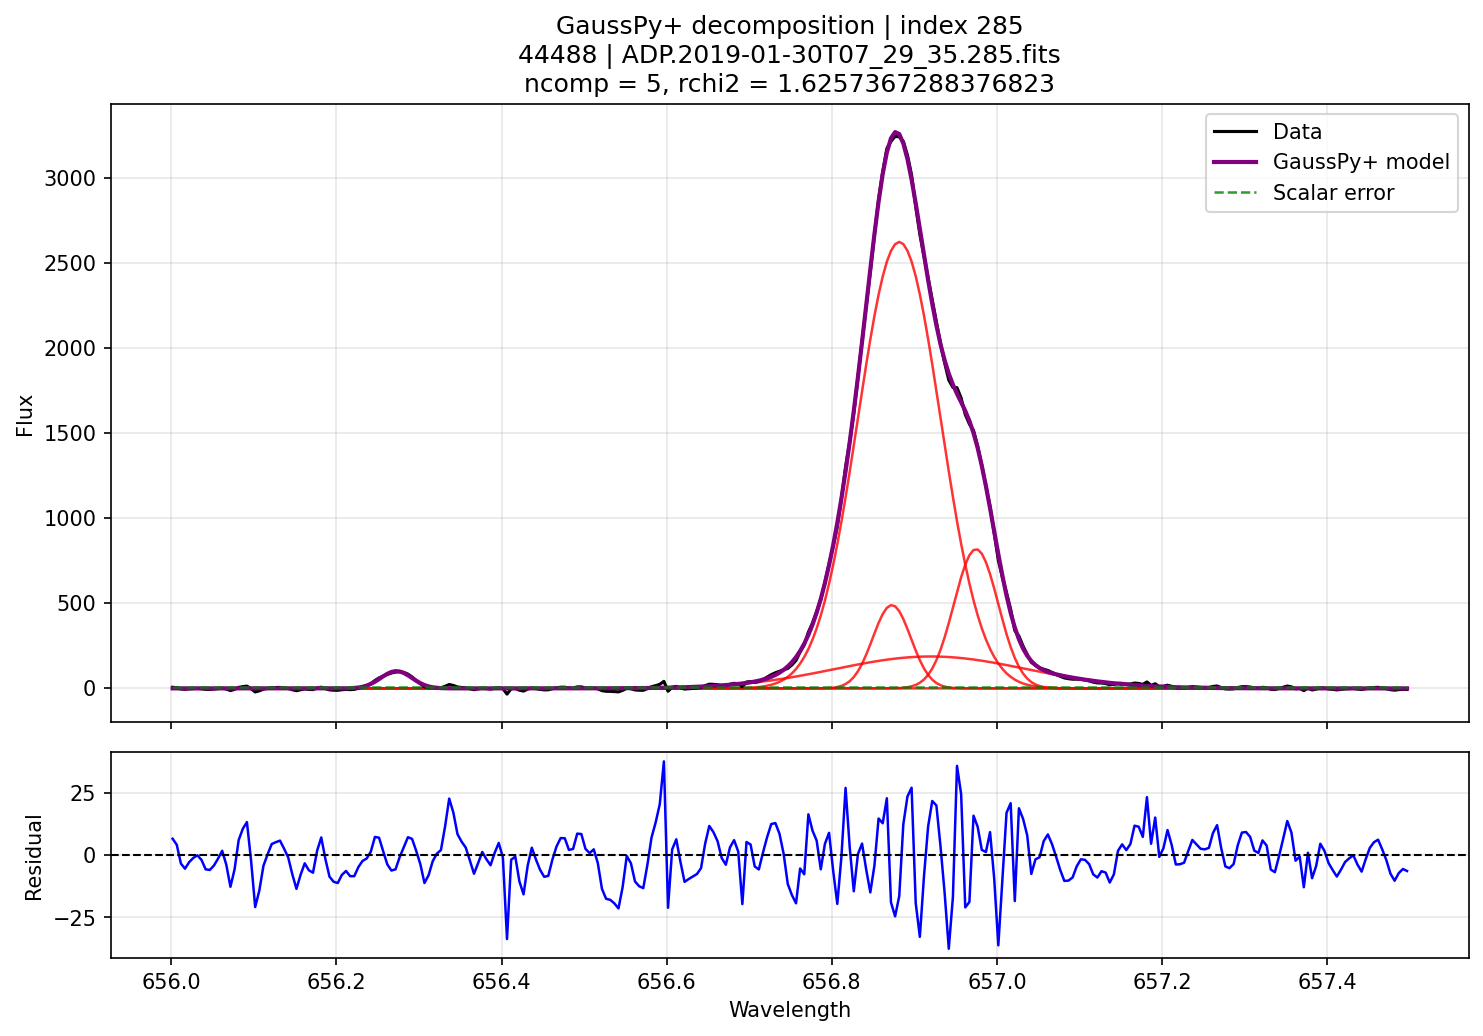 GaussPy+ decomposition | index 285
44488 | ADP.2019-01-30T07_29_35.285.fits
ncomp = 5, rchi2 = 1.6257367288376823
Data
GaussPy+ model
Scalar error
Flux
3000
2500
2000
1500
1000
500
0
Residual
25
0
−25
656.0 656.2 656.4 656.6 656.8 657.0 657.2 657.4
Wavelength